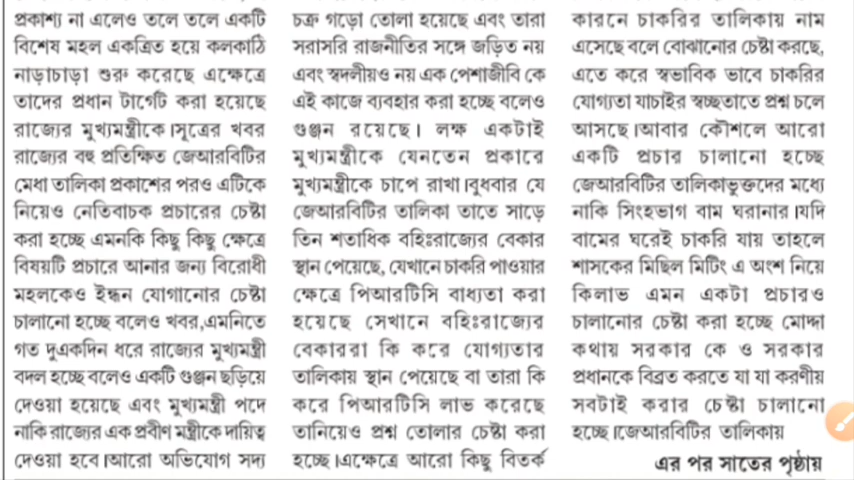 প্রকাশ্য না এলেও তলে তলে একটি
বিশেষ মহল একত্রিত হয়ে কলকাঠি
নাড়াচাড়া শুরু করেছে এক্ষেত্রে
তাদের প্রধান টার্গেট করা হয়েছে
রাজ্যের মুখ্যমন্ত্রীকে।সূত্রের খবর
রাজ্যের বহু প্রতিক্ষিত জেআরবিটির
মেধা তালিকা প্রকাশের পরও এটিকে
নিয়েও নেতিবাচক প্রচারের চেষ্টা
করা হচ্ছে এমনকি কিছু কিছু ক্ষেত্রে
বিষয়টি প্রচারে আনার জন্য বিরোধী
মহলকেও ইন্ধন যোগানোর চেষ্টা
চালানো হচ্ছে বলেও খবর,এমনিতে
গত দুএকদিন ধরে রাজ্যের মুখ্যমন্ত্রী
বদল হচ্ছে বলেও একটি গুঞ্জন ছড়িয়ে
দেওয়া হয়েছে এবং মুখ্যমন্ত্রী পদে
নাকি রাজ্যের এক প্রবীণ মন্ত্রীকে দায়িত্ব
দেওয়া হবে।আরো অভিযোগ সদ্য
চক্র গড়ো তোলা হয়েছে এবং তারা
সরাসরি রাজনীতির সঙ্গে জড়িত নয়
এবং স্বদলীয়ও নয় এক পেশাজীবি কে
এই কাজে ব্যবহার করা হচ্ছে বলেও
গুঞ্জন রয়েছে। লক্ষ একটাই
মুখ্যমন্ত্রীকে যেনতেন প্রকারে
মুখ্যমন্ত্রীকে চাপে রাখা।বুধবার যে
জেআরবিটির তালিকা তাতে সাড়ে
তিন শতাধিক বহিঃরাজ্যের বেকার
স্থান পেয়েছে, যেখানে চাকরি পাওয়ার
ক্ষেত্রে পিআরটিসি বাধ্যতা করা
হয়েছে সেখানে বহিঃরাজ্যের
বেকাররা কি করে যোগ্যতার
তালিকায় স্থান পেয়েছে বা তারা কি
করে পিআরটিসি লাভ করেছে
তানিয়েও প্রশ্ন তোলার চেষ্টা করা
হচ্ছে।এক্ষেত্রে আরো কিছু বিতর্ক
কারনে চাকরির তালিকায় নাম
এসেছে বলে বোঝানোর চেষ্টা করছে,
এতে করে স্বভাবিক ভাবে চাকরির
যোগ্যতা যাচাইর স্বচ্ছতাতে প্রশ্ন চলে
আসছে।আবার কৌশলে আরো
একটি প্রচার চালানো হচ্ছে
জেআরবিটির তালিকাভুক্তদের মধ্যে
নাকি সিংহভাগ বাম ঘরানার।যদি
বামের ঘরেই চাকরি যায় তাহলে
শাসকের মিছিল মিটিং এ অংশ নিয়ে
কিলাভ এমন একটা প্রচারও
চালানোর চেষ্টা করা হচ্ছে মোদ্দা
কথায় সরকার কে ও সরকার
প্রধানকে বিব্রত করতে যা যা করণীয়
সবটাই করার চেষ্টা চালানো
হচ্ছে।জেআরবিটির তালিকায়
এর পর সাতের পৃষ্ঠায়